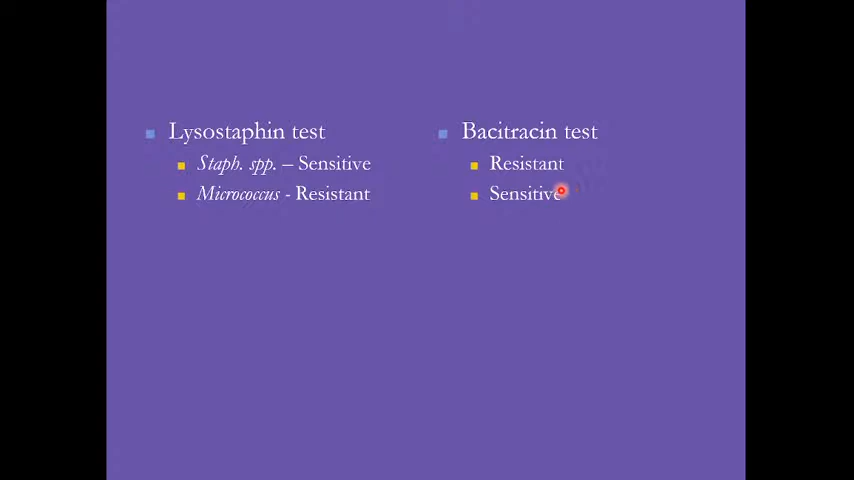 Lysostaphin test
Staph. spp. – Sensitive
Micrococcus - Resistant
Bacitracin test
Resistant
Sensitive